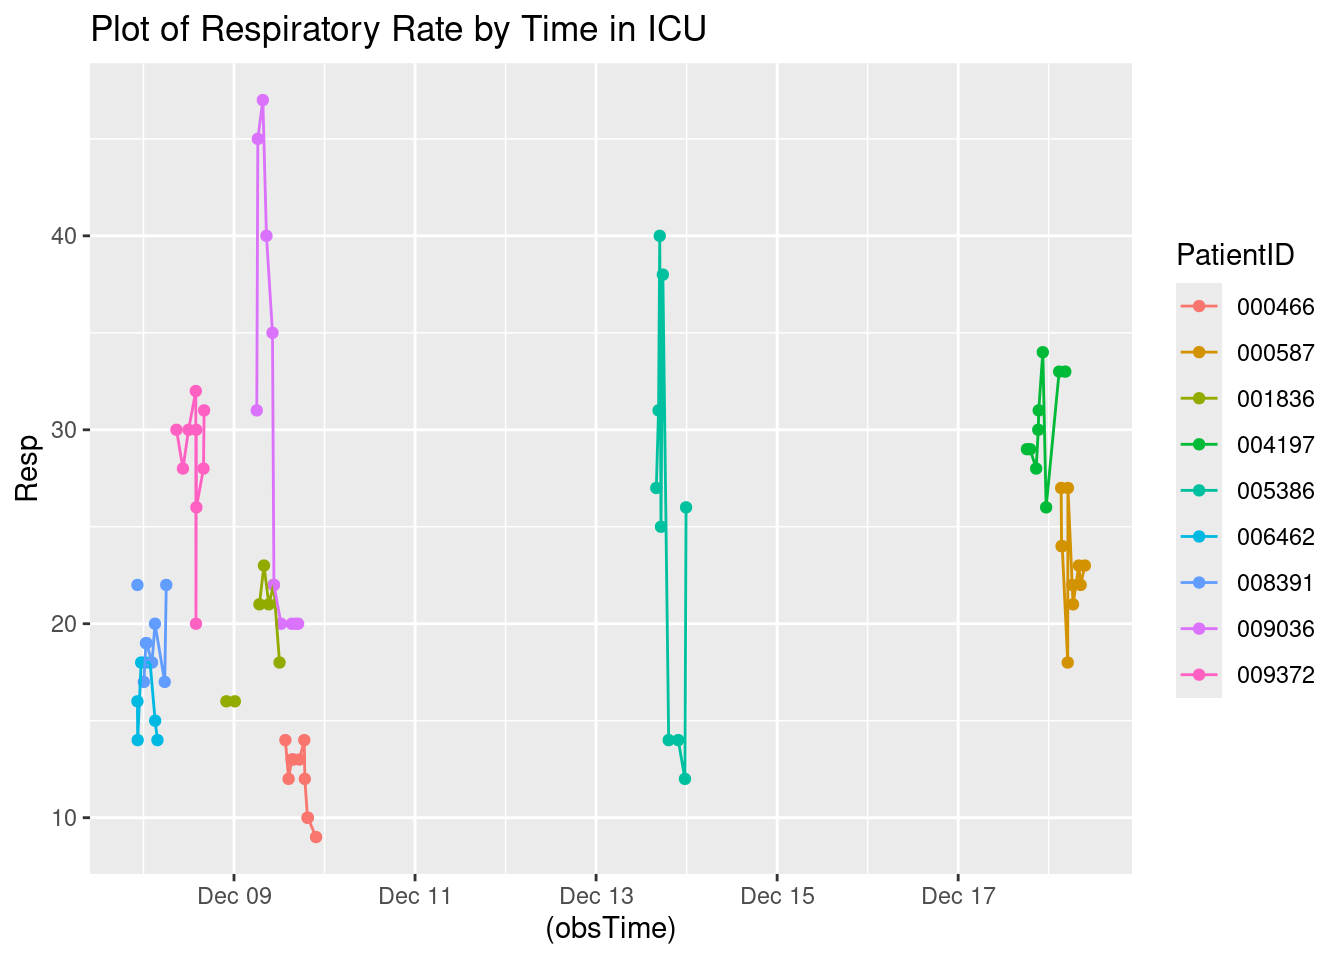 Plot of Respiratory Rate by Time in ICU
40
30
20
10
Resp
Dec 09
Dec 11
Dec 13
Dec 15
Dec 17
(obsTime)
PatientID
000466
000587
001836
004197
005386
006462
008391
009036
009372